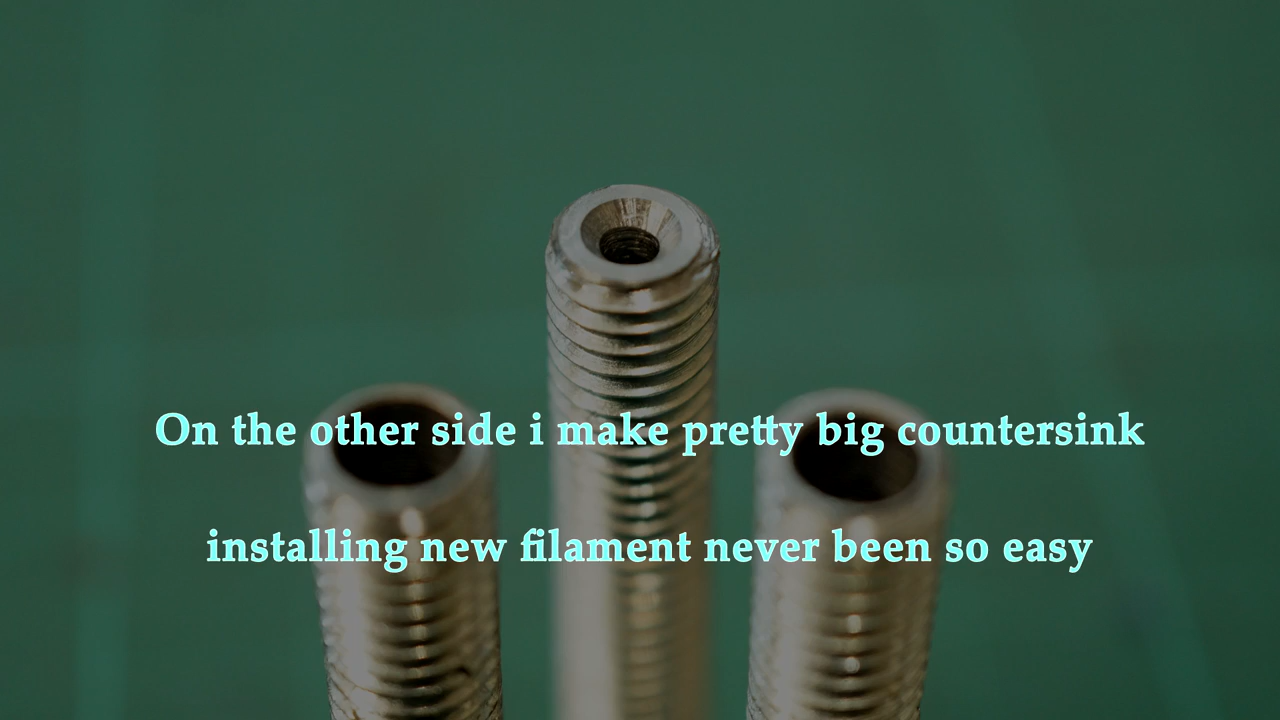 On the other side i make pretty big countersink
installing new filament never been so easy